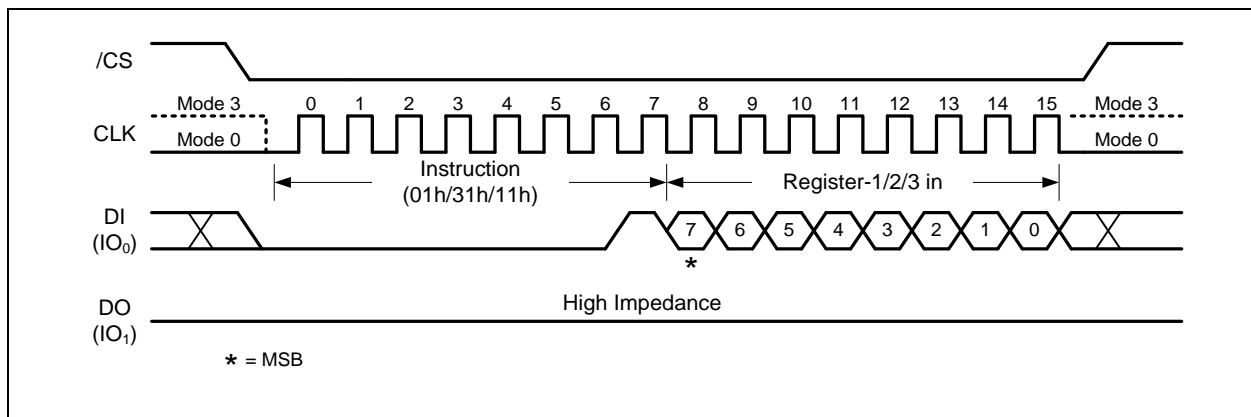 /CS
Mode 3 0 1 2 3 4 5 6 7 8 9 10 11 12 13 14 15 Mode 3
CLK
Mode 0 Mode 0
Instruction
(01h/31h/11h)
Register-1/2/3 in
DI
(IO₀)
7 6 5 4 3 2 1 0
*
High Impedance
DO
(IO₁)
* = MSB